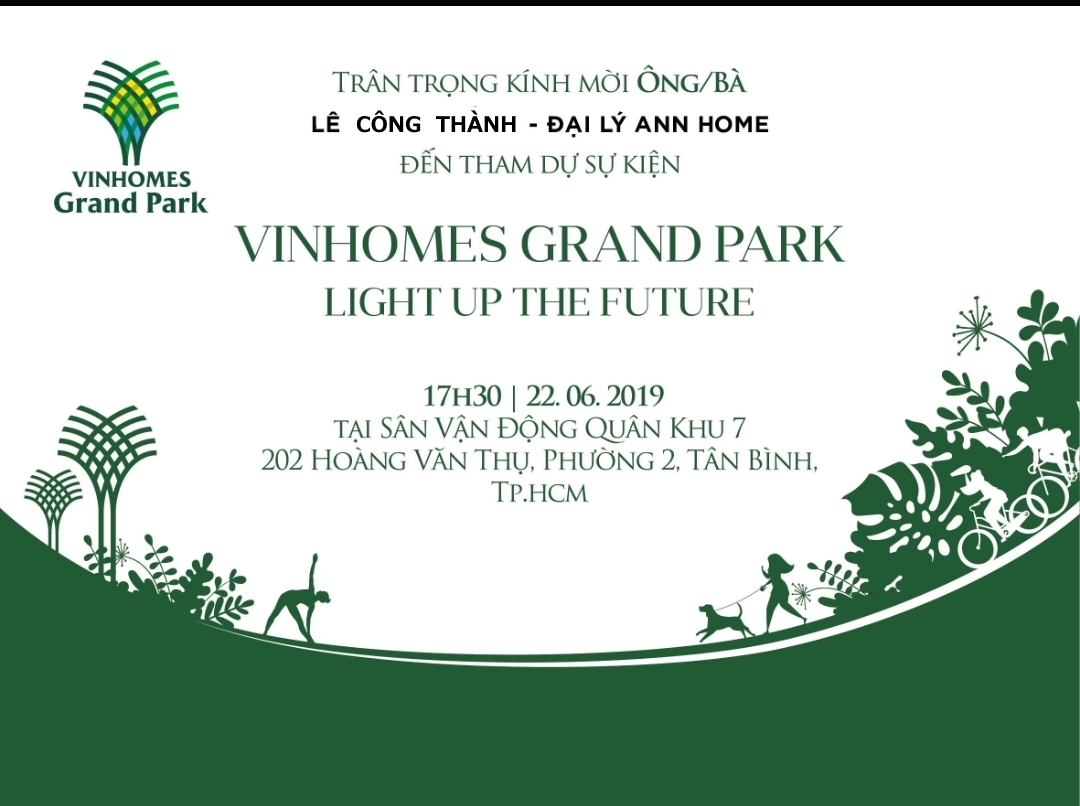 VINHOMES
Grand Park
TRÂN TRỌNG KÍNH MỜI ÔNG/BÀ
LÊ CÔNG THÀNH - ĐẠI LÝ ANN HOME
ĐẾN THAM DỰ SỰ KIỆN
VINHOMES GRAND PARK
LIGHT UP THE FUTURE
17H30 | 22. 06. 2019
TẠI SÂN VẬN ĐỘNG QUÂN KHU 7
202 HOÀNG VĂN THỤ, PHƯỜNG 2, TÂN BÌNH,
TP.HCM